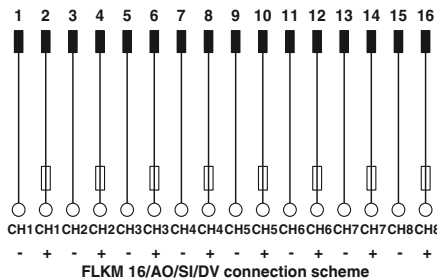 1 2 3 4 5 6 7 8 9 10 11 12 13 14 15 16
CH1 CH1 CH2 CH2 CH3 CH3 CH4 CH4 CH5 CH5 CH6 CH6 CH7 CH7 CH8 CH8
- + - + - + - + - + - + - + - +
FLKM 16/AO/SI/DV connection scheme